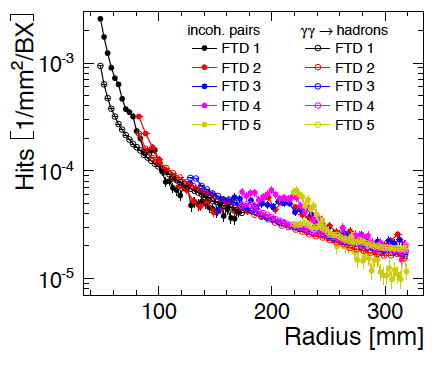 Hits [1/mm²/BX]
10⁻³
10⁻⁴
10⁻⁵
incoh. pairs
FTD 1
FTD 2
FTD 3
FTD 4
FTD 5
γγ → hadrons
FTD 1
FTD 2
FTD 3
FTD 4
FTD 5
100
200
300
Radius [mm]